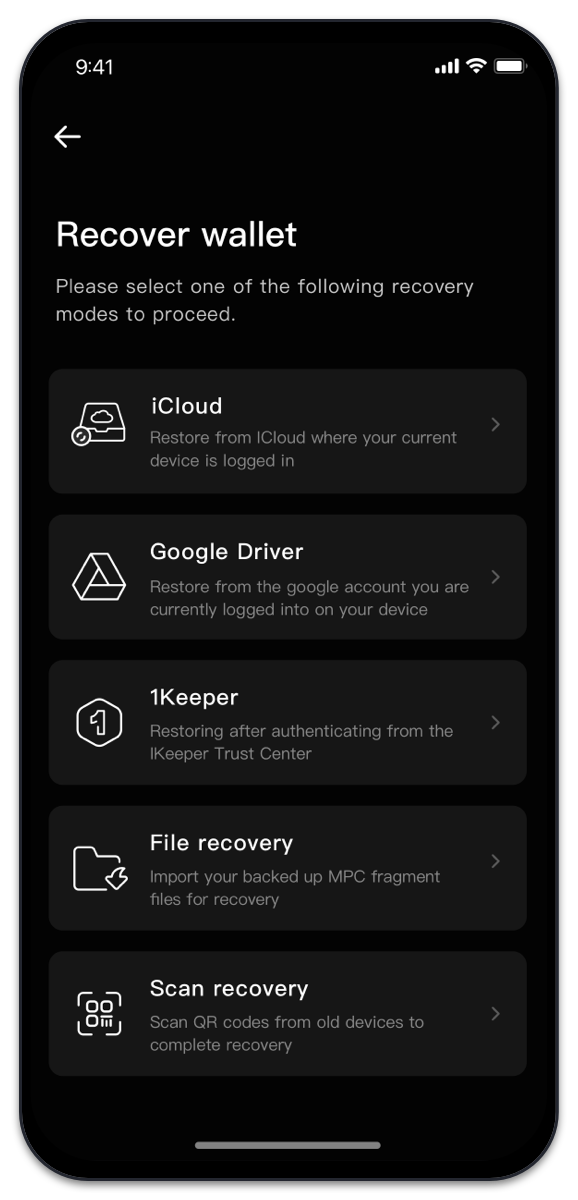 9:41
Recover wallet
Please select one of the following recovery
modes to proceed.
iCloud
Restore from ICloud where your current
device is logged in
Google Driver
Restore from the google account you are
currently logged into on your device
1Keeper
Restoring after authenticating from the
IKeeper Trust Center
File recovery
Import your backed up MPC fragment
files for recovery
Scan recovery
Scan QR codes from old devices to
complete recovery